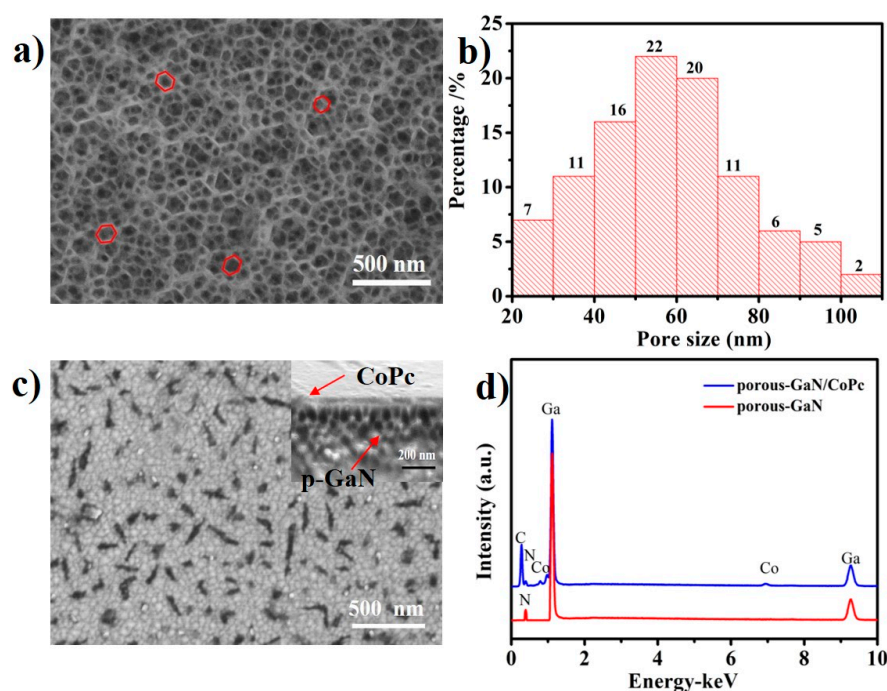 a)
500 nm
b)
Percentage /%
25
20
15
10
5
0
7
11
16
22
20
11
6
5
2
20
40
60
80
100
Pore size (nm)
c)
CoPc
p-GaN
200 nm
500 nm
d)
Intensity (a.u.)
porous-GaN/CoPc
porous-GaN
Ga
C
N
Co
Co
Ga
N
0
2
4
6
8
10
Energy-keV